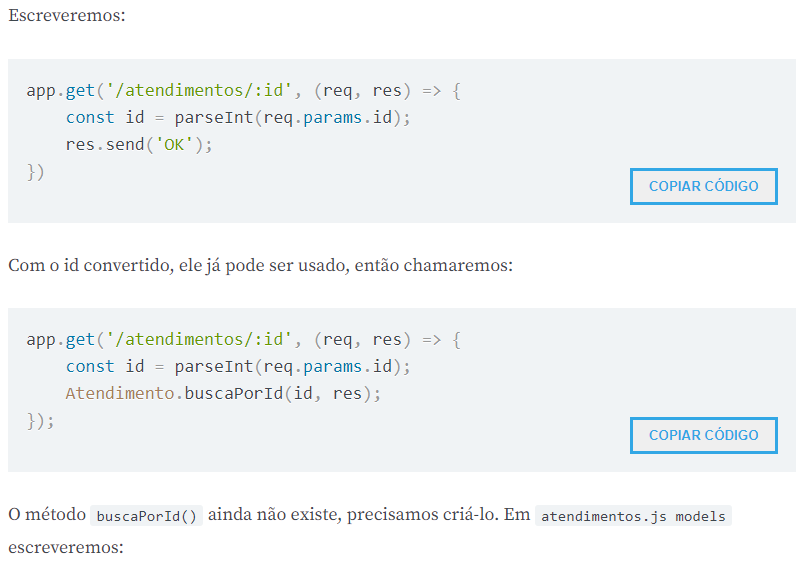 Escreveremos:
app.get('/atendimentos/:id', (req, res) => {
    const id = parseInt(req.params.id);
    res.send('OK');
})
COPIAR CÓDIGO
Com o id convertido, ele já pode ser usado, então chamaremos:
app.get('/atendimentos/:id', (req, res) => {
    const id = parseInt(req.params.id);
    Atendimento.buscaPorId(id, res);
});
COPIAR CÓDIGO
O método buscaPorId() ainda não existe, precisamos criá-lo. Em atendimentos.js models
escreveremos: